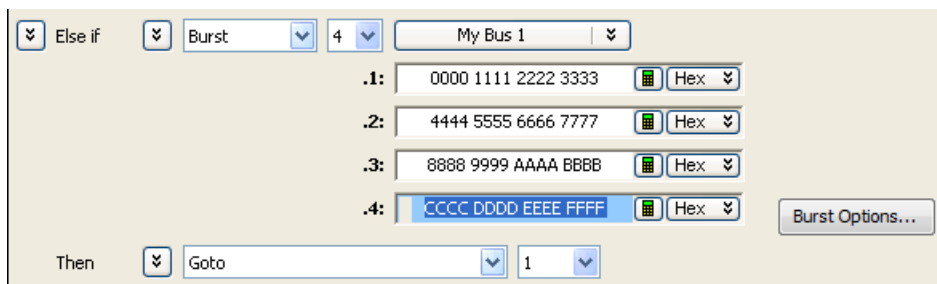 Else if Burst 4 My Bus 1
.1: 0000 1111 2222 3333 Hex
.2: 4444 5555 6666 7777 Hex
.3: 8888 9999 AAAA BBBB Hex
.4: CCCC DDDD EEEE FFFF Hex
Burst Options...
Then Goto 1